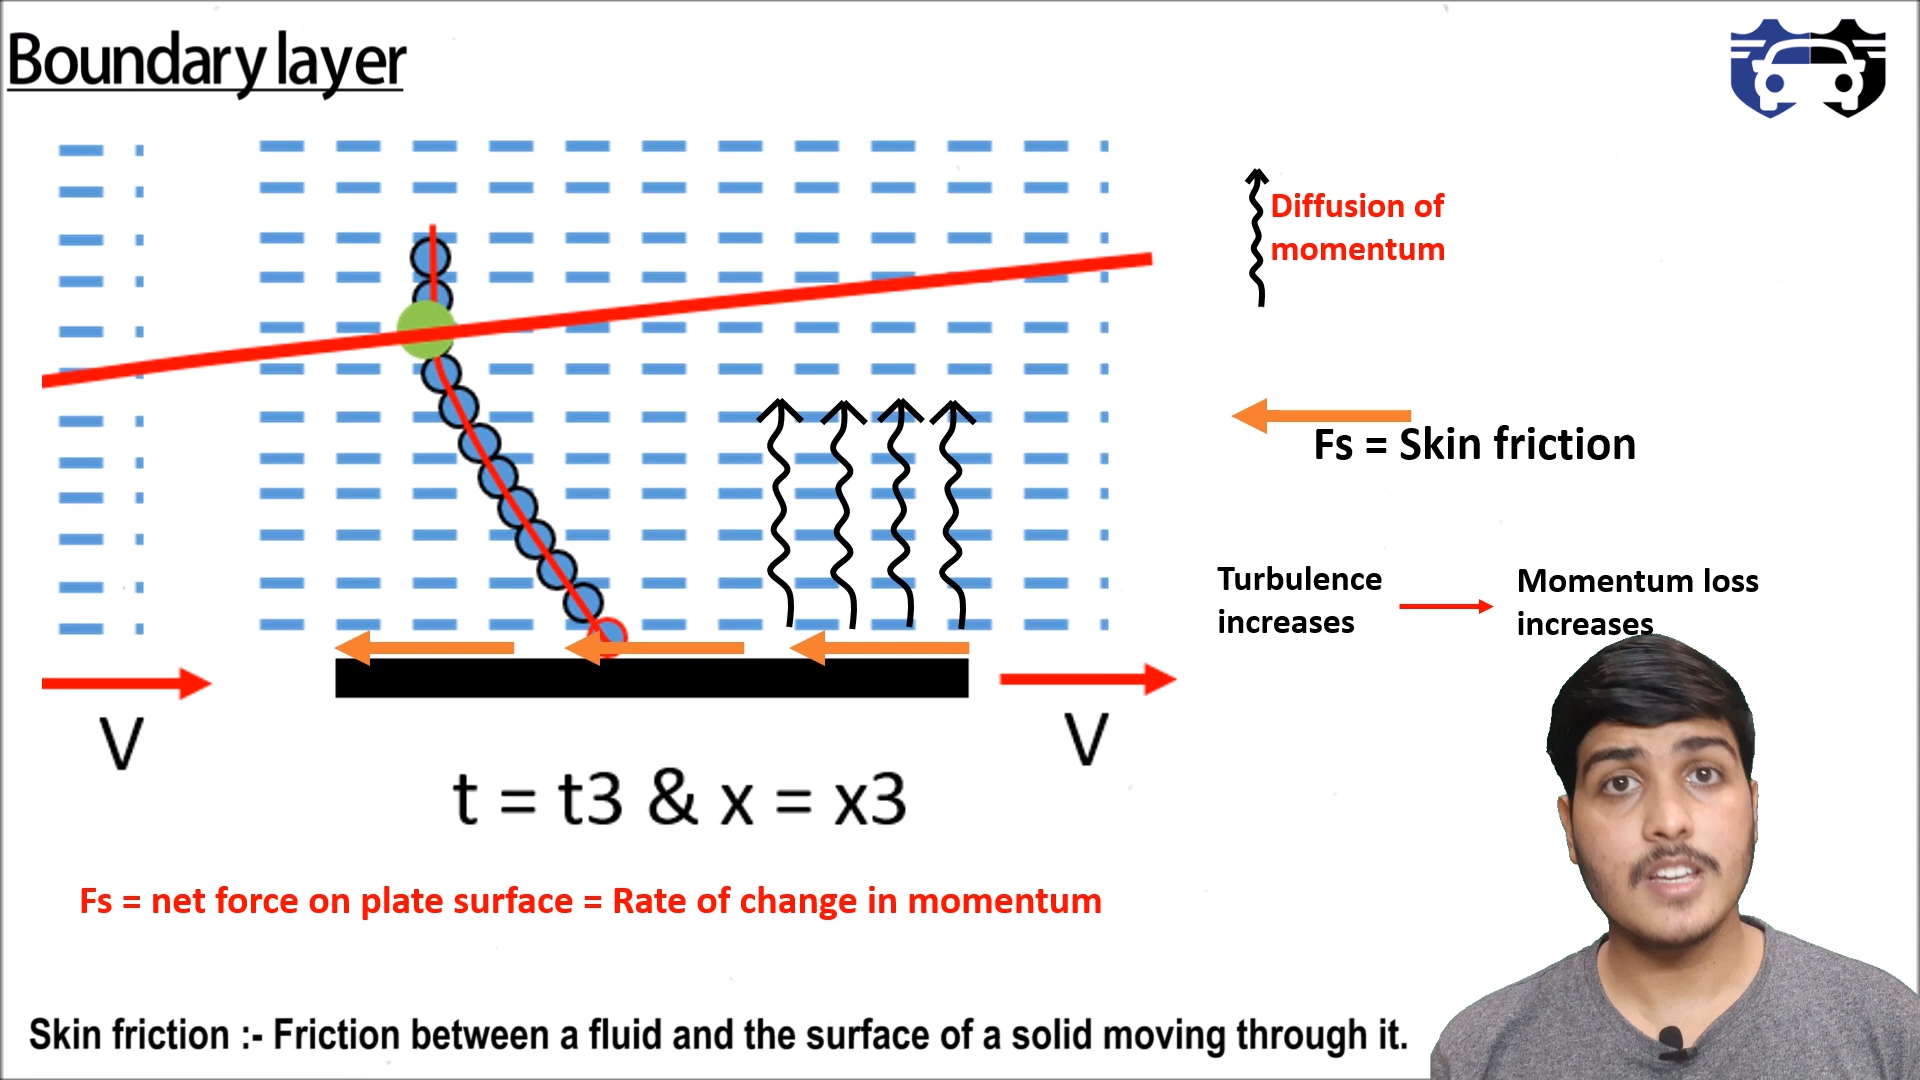 Boundary layer
Diffusion of
momentum
Fs = Skin friction
Turbulence
increases
Momentum loss
increases
V
V
t = t3 & x = x3
Fs = net force on plate surface = Rate of change in momentum
Skin friction :- Friction between a fluid and the surface of a solid moving through it.